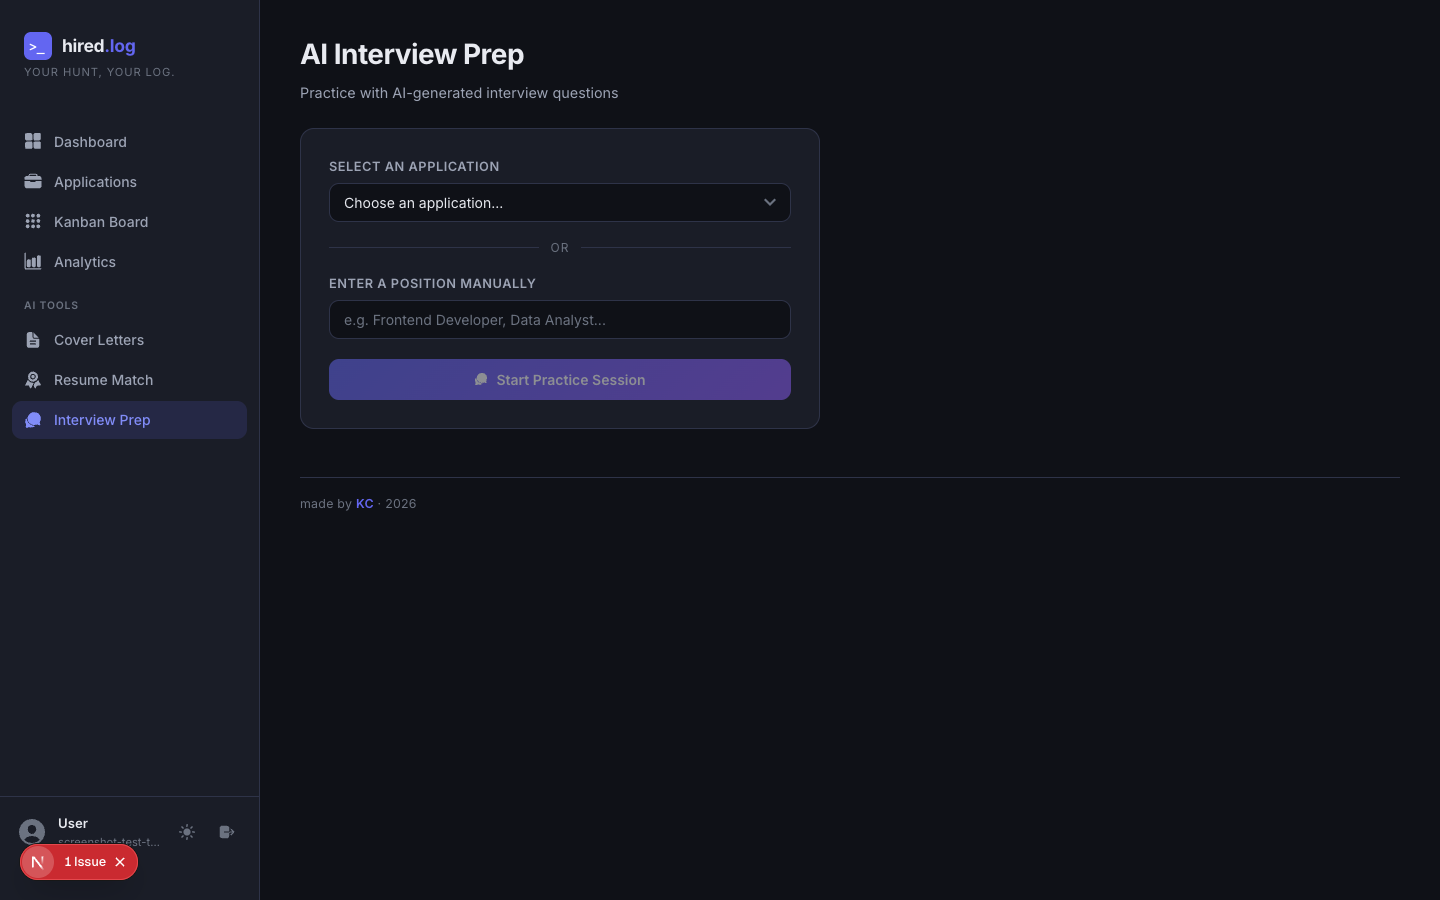 >_ hired.log
YOUR HUNT, YOUR LOG.
Dashboard
Applications
Kanban Board
Analytics
AI TOOLS
Cover Letters
Resume Match
Interview Prep
User
screenshot-test-t...
N 1 Issue
AI Interview Prep
Practice with AI-generated interview questions
SELECT AN APPLICATION
Choose an application...
OR
ENTER A POSITION MANUALLY
e.g. Frontend Developer, Data Analyst...
Start Practice Session
made by KC · 2026